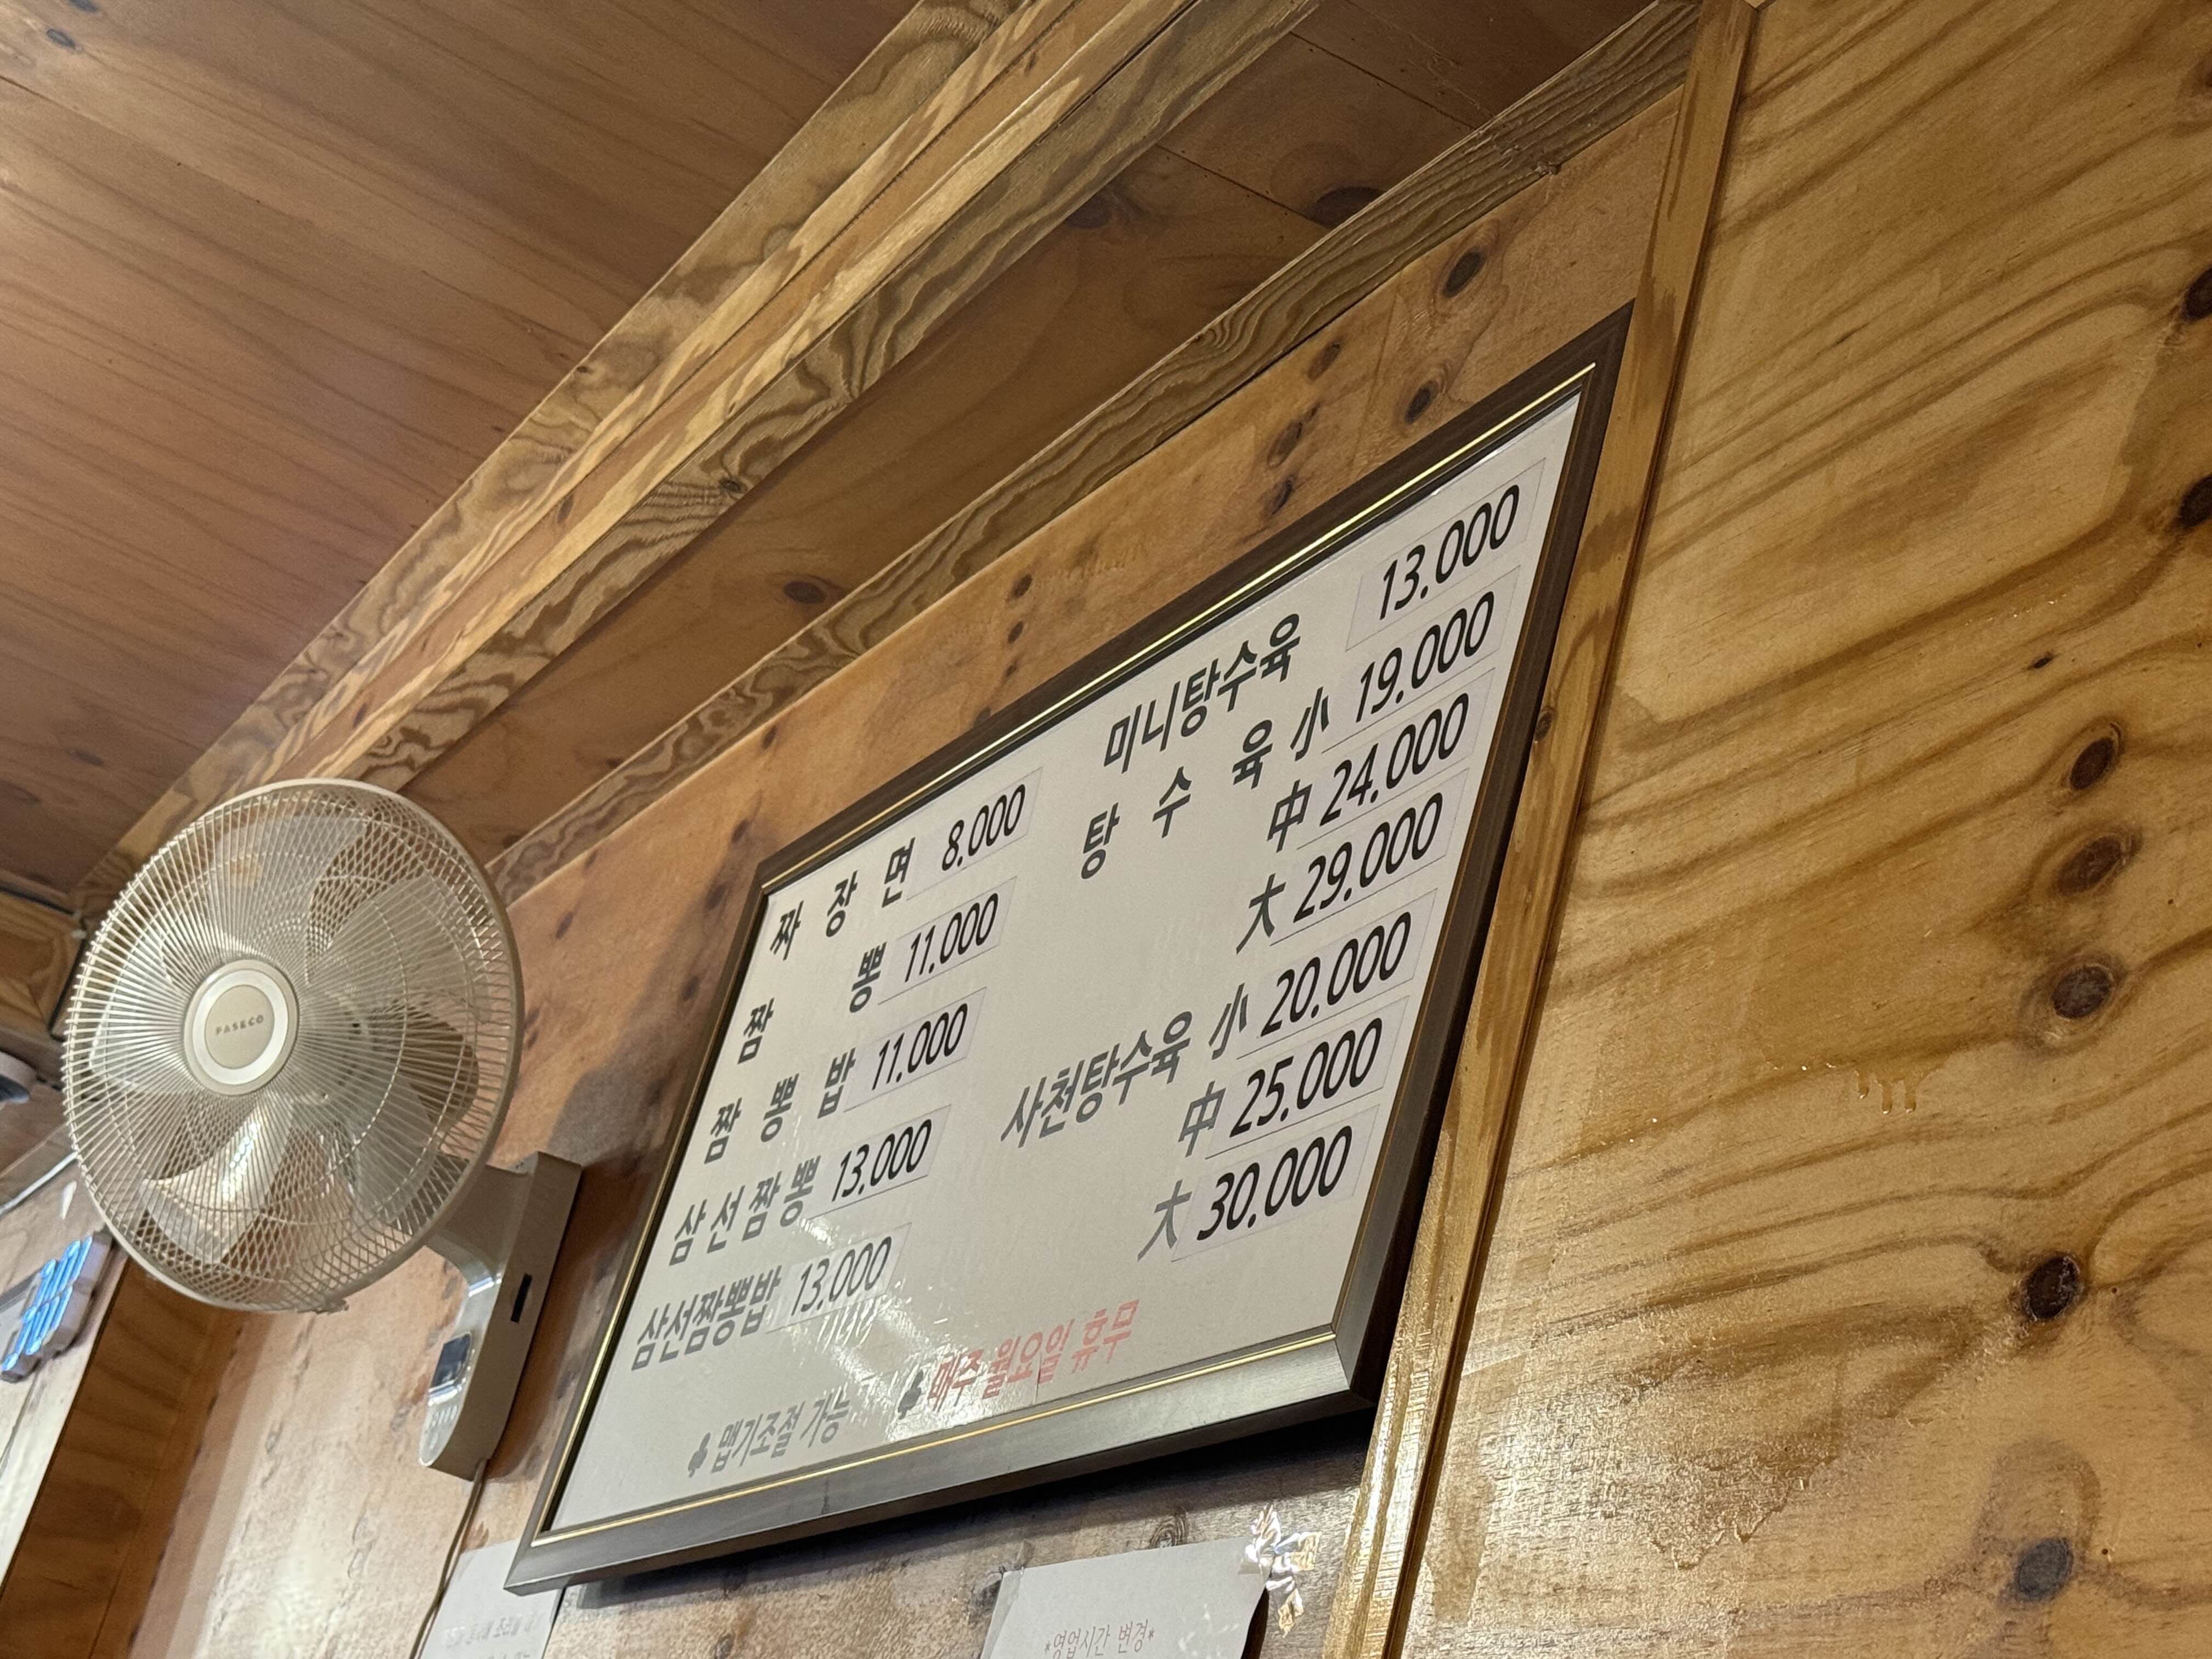 짜 장 면 8.000
짬 뽕 11.000
짬 뽕 밥 11.000
삼선짬뽕 13.000
삼선짬뽕밥 13.000
미니탕수육 13.000
탕 수 육 小 19.000
中 24.000
大 29.000
사천탕수육 小 20.000
中 25.000
大 30.000
♣ 맵기조절 가능 ♣ 매주 월요일 휴무
*영업시간 변경*
PASECO